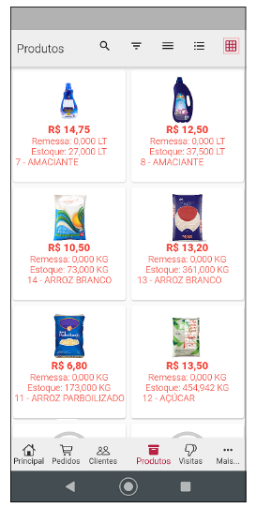 Produtos
R$ 14,75
Remessa: 0,000 LT
Estoque: 27,000 LT
7 - AMACIANTE
R$ 12,50
Remessa: 0,000 LT
Estoque: 37,500 LT
8 - AMACIANTE
R$ 10,50
Remessa: 0,000 KG
Estoque: 73,000 KG
14 - ARROZ BRANCO
R$ 13,20
Remessa: 0,000 KG
Estoque: 361,000 KG
13 - ARROZ BRANCO
R$ 6,80
Remessa: 0,000 KG
Estoque: 173,000 KG
11 - ARROZ PARBOILIZADO
R$ 13,50
Remessa: 0,000 KG
Estoque: 454,942 KG
12 - AÇÚCAR
Principal Pedidos Clientes Produtos Visitas Mais...